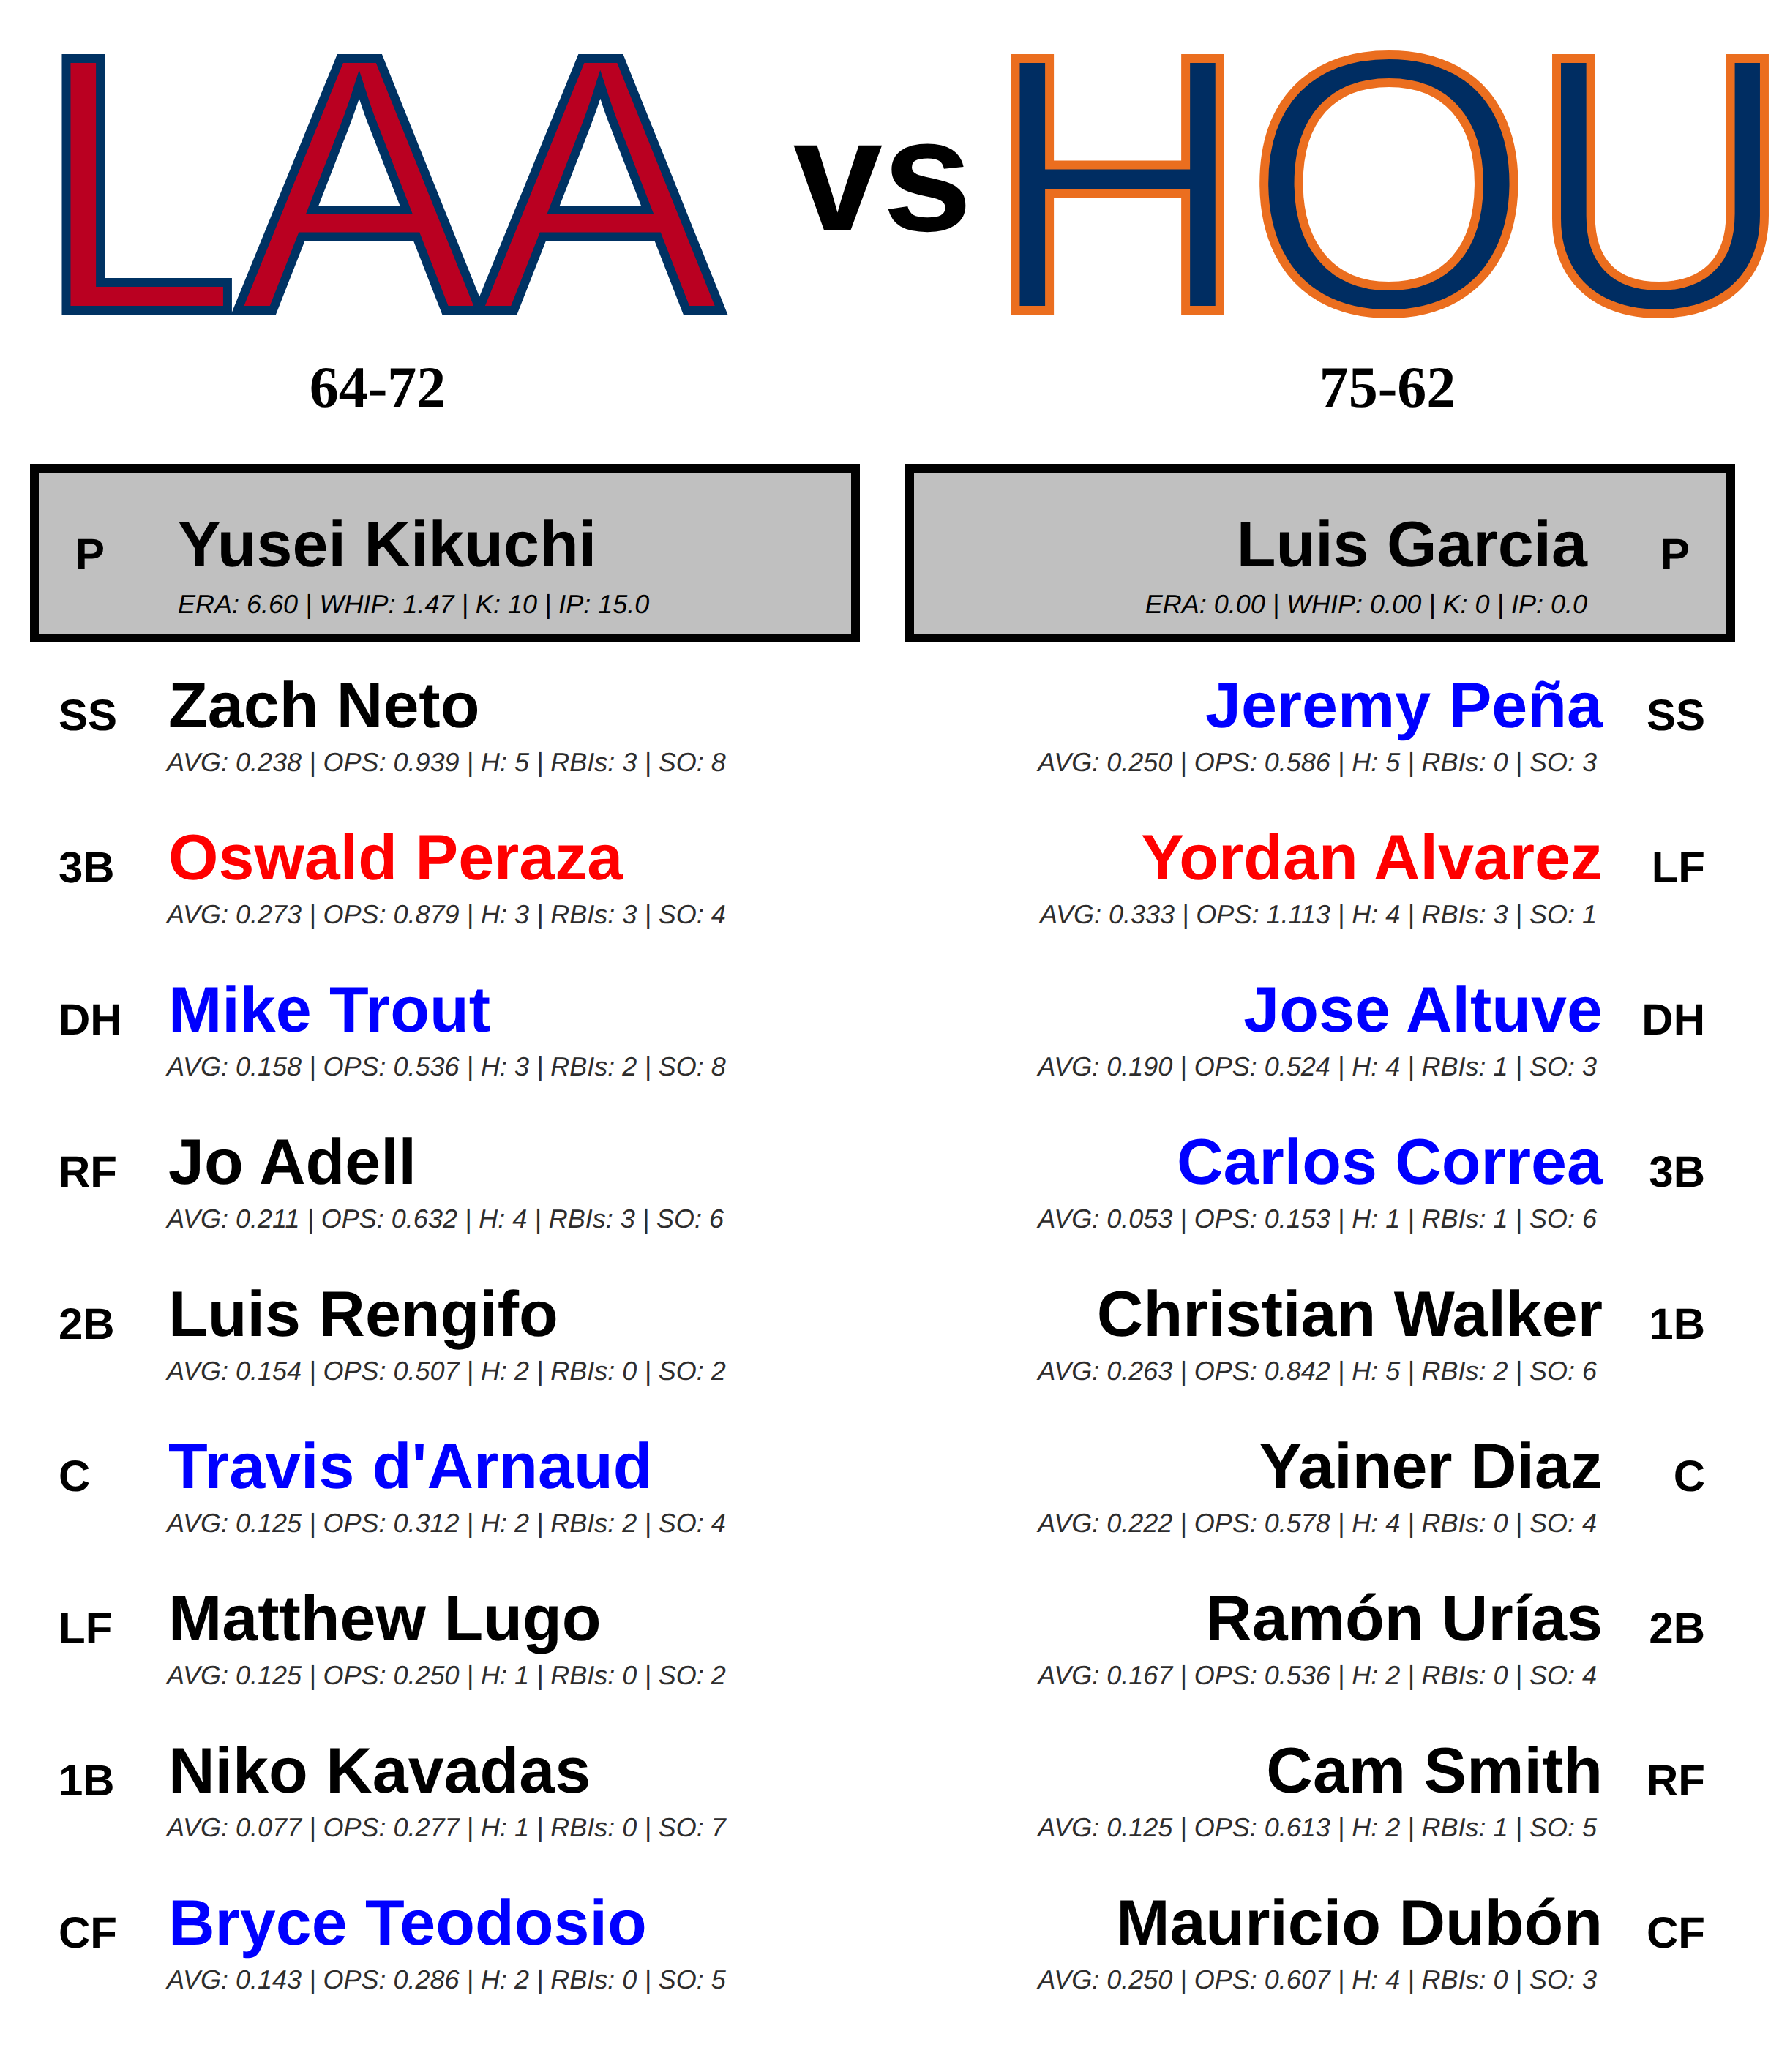 LAA vs HOU
64-72
75-62
P Yusei Kikuchi
ERA: 6.60 | WHIP: 1.47 | K: 10 | IP: 15.0
Luis Garcia P
ERA: 0.00 | WHIP: 0.00 | K: 0 | IP: 0.0
SS Zach Neto
AVG: 0.238 | OPS: 0.939 | H: 5 | RBIs: 3 | SO: 8
3B Oswald Peraza
AVG: 0.273 | OPS: 0.879 | H: 3 | RBIs: 3 | SO: 4
DH Mike Trout
AVG: 0.158 | OPS: 0.536 | H: 3 | RBIs: 2 | SO: 8
RF Jo Adell
AVG: 0.211 | OPS: 0.632 | H: 4 | RBIs: 3 | SO: 6
2B Luis Rengifo
AVG: 0.154 | OPS: 0.507 | H: 2 | RBIs: 0 | SO: 2
C Travis d'Arnaud
AVG: 0.125 | OPS: 0.312 | H: 2 | RBIs: 2 | SO: 4
LF Matthew Lugo
AVG: 0.125 | OPS: 0.250 | H: 1 | RBIs: 0 | SO: 2
1B Niko Kavadas
AVG: 0.077 | OPS: 0.277 | H: 1 | RBIs: 0 | SO: 7
CF Bryce Teodosio
AVG: 0.143 | OPS: 0.286 | H: 2 | RBIs: 0 | SO: 5
Jeremy Peña SS
AVG: 0.250 | OPS: 0.586 | H: 5 | RBIs: 0 | SO: 3
Yordan Alvarez LF
AVG: 0.333 | OPS: 1.113 | H: 4 | RBIs: 3 | SO: 1
Jose Altuve DH
AVG: 0.190 | OPS: 0.524 | H: 4 | RBIs: 1 | SO: 3
Carlos Correa 3B
AVG: 0.053 | OPS: 0.153 | H: 1 | RBIs: 1 | SO: 6
Christian Walker 1B
AVG: 0.263 | OPS: 0.842 | H: 5 | RBIs: 2 | SO: 6
Yainer Diaz C
AVG: 0.222 | OPS: 0.578 | H: 4 | RBIs: 0 | SO: 4
Ramón Urías 2B
AVG: 0.167 | OPS: 0.536 | H: 2 | RBIs: 0 | SO: 4
Cam Smith RF
AVG: 0.125 | OPS: 0.613 | H: 2 | RBIs: 1 | SO: 5
Mauricio Dubón CF
AVG: 0.250 | OPS: 0.607 | H: 4 | RBIs: 0 | SO: 3